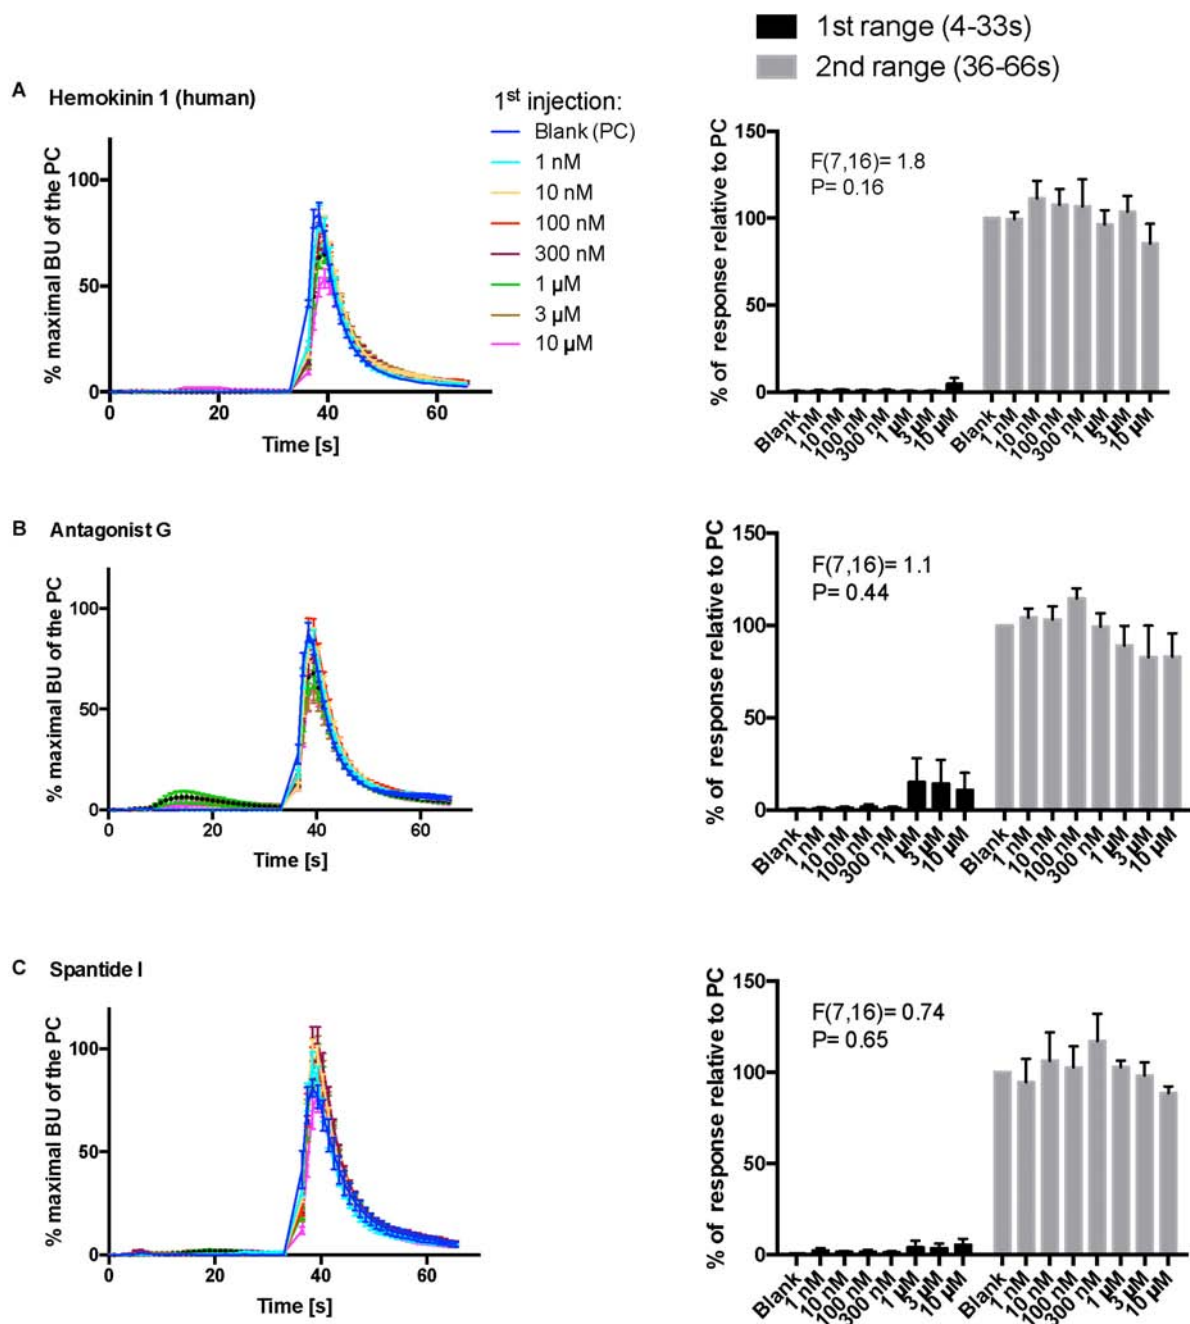 1st range (4-33s)
2nd range (36-66s)
A Hemokinin 1 (human)
% maximal BU of the PC
100
50
0
0 20 40 60
Time [s]
1st injection:
Blank (PC)
1 nM
10 nM
100 nM
300 nM
1 µM
3 µM
10 µM
% of response relative to PC
150
100
50
0
F(7,16)= 1.8
P= 0.16
Blank 1 nM 10 nM 100 nM 300 nM 1 µM 3 µM 10 µM Blank 1 nM 10 nM 100 nM 300 nM 1 µM 3 µM 10 µM
B Antagonist G
% maximal BU of the PC
100
50
0
0 20 40 60
Time [s]
% of response relative to PC
150
100
50
0
F(7,16)= 1.1
P= 0.44
Blank 1 nM 10 nM 100 nM 300 nM 1 µM 3 µM 10 µM Blank 1 nM 10 nM 100 nM 300 nM 1 µM 3 µM 10 µM
C Spantide I
% maximal BU of the PC
100
50
0
0 20 40 60
Time [s]
% of response relative to PC
150
100
50
0
F(7,16)= 0.74
P= 0.65
Blank 1 nM 10 nM 100 nM 300 nM 1 µM 3 µM 10 µM Blank 1 nM 10 nM 100 nM 300 nM 1 µM 3 µM 10 µM